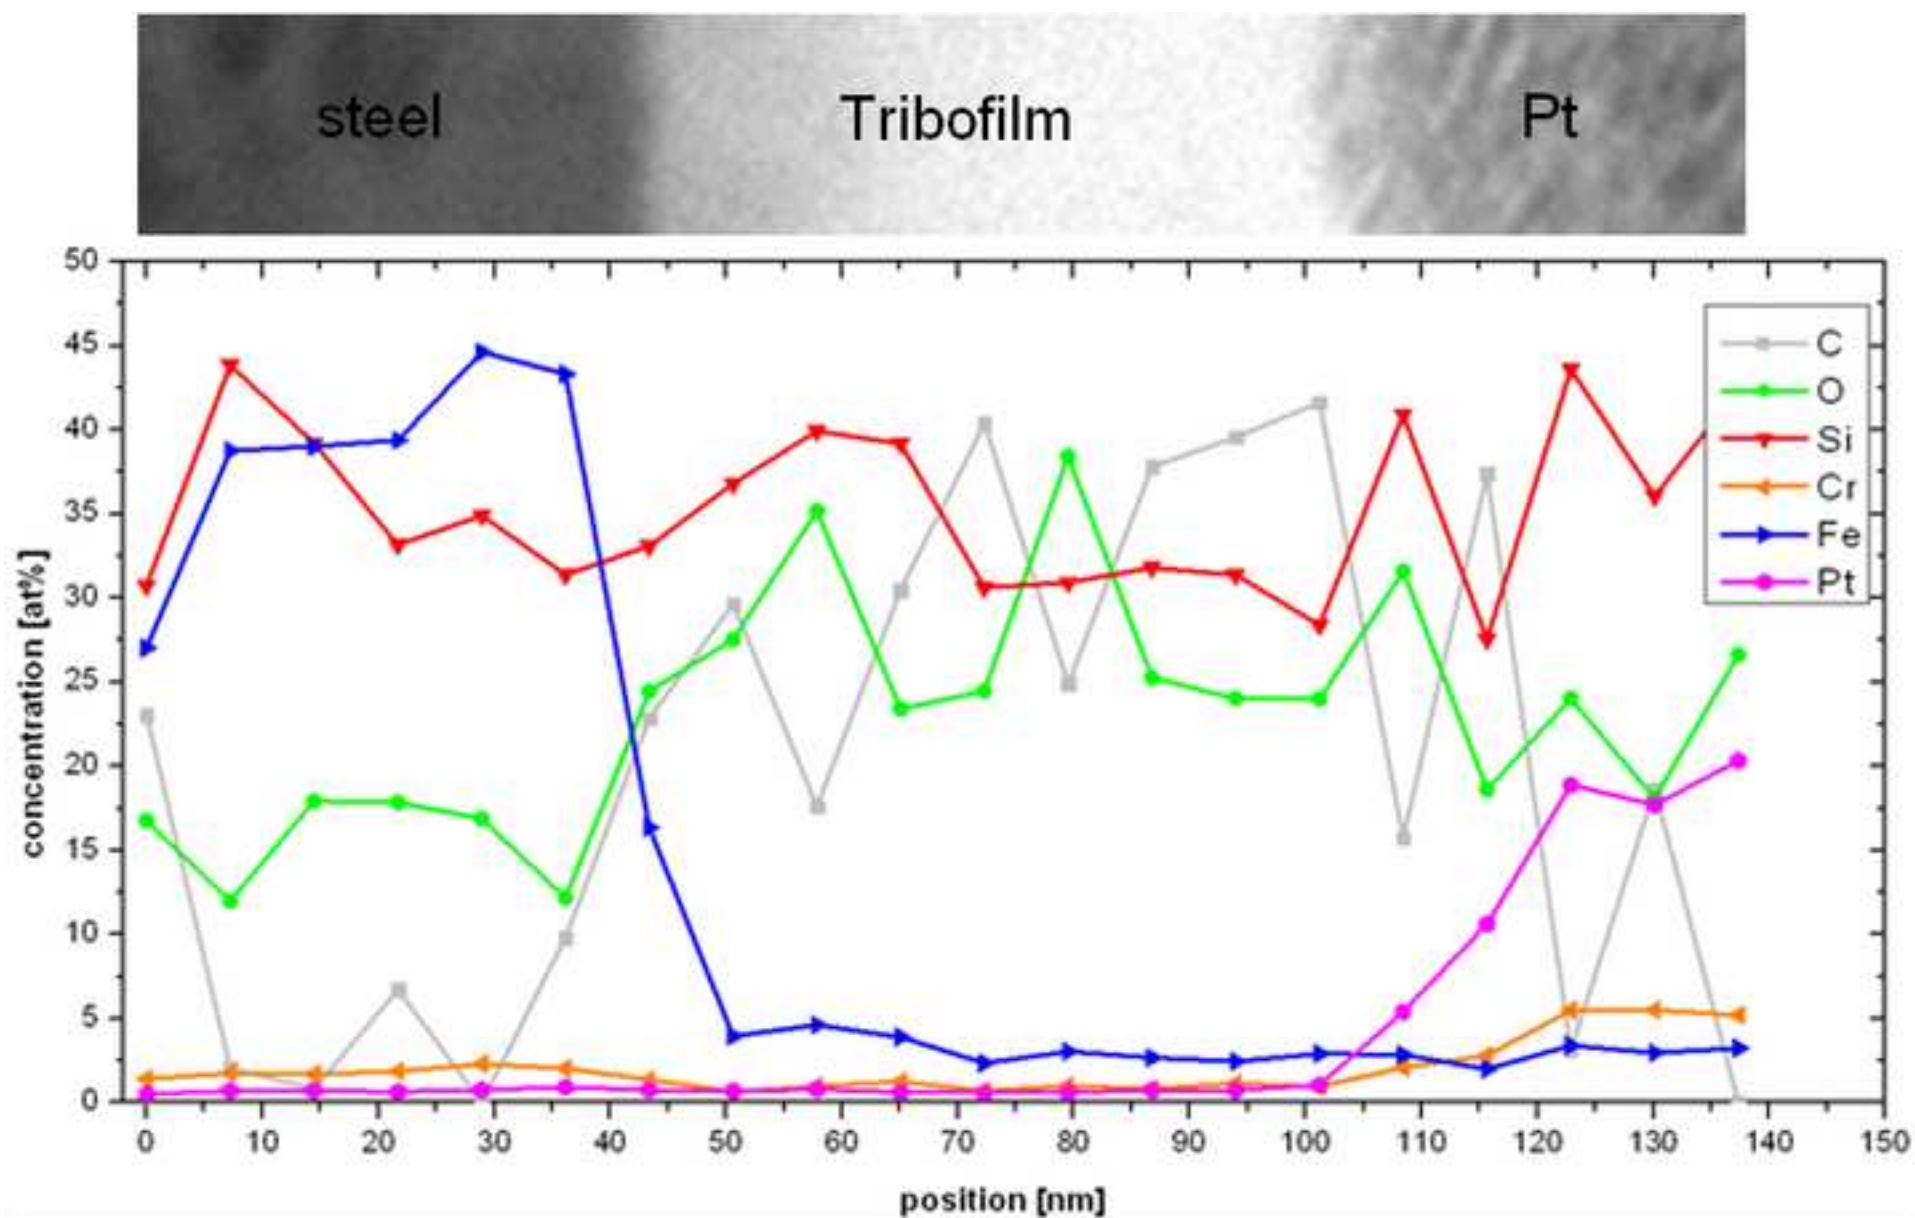 steel Tribofilm Pt
50
45
40
35
30
25
20
15
10
5
0
concentration [at%]
C
O
Si
Cr
Fe
Pt
0 10 20 30 40 50 60 70 80 90 100 110 120 130 140 150
position [nm]